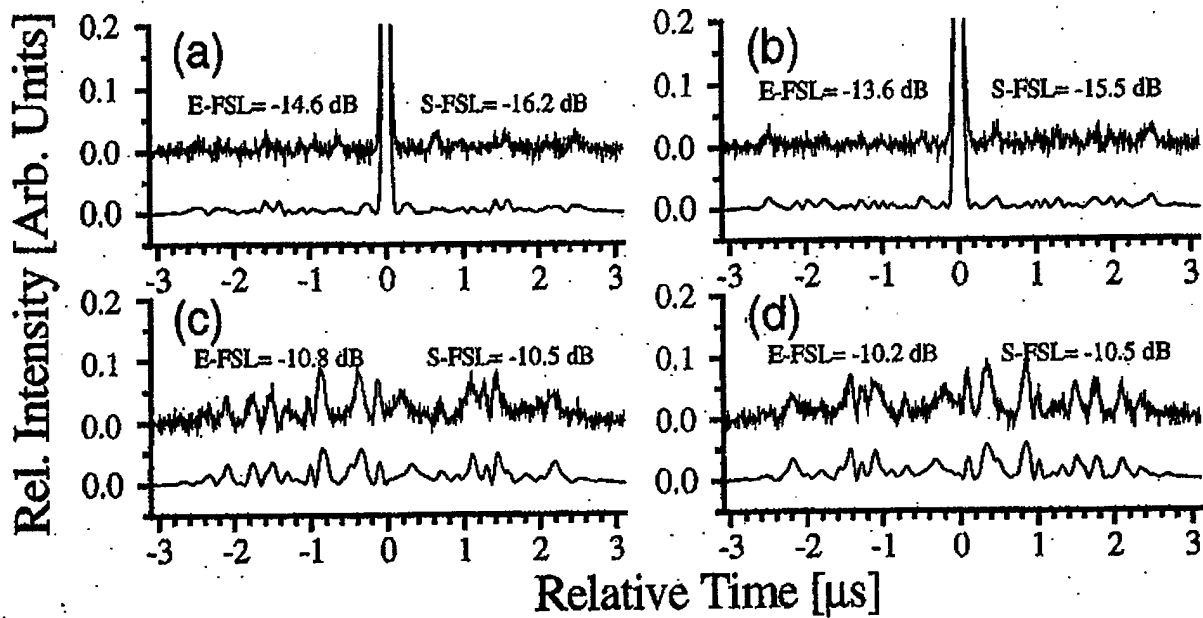 Rel. Intensity [Arb. Units]
0.2
0.1
0.0
0.0
(a)
E-FSL= -14.6 dB
S-FSL= -16.2 dB
-3 -2 -1 0 1 2 3
0.2
0.1
0.0
0.0
(b)
E-FSL= -13.6 dB
S-FSL= -15.5 dB
-3 -2 -1 0 1 2 3
0.2
0.1
0.0
0.0
(c)
E-FSL= -10.8 dB
S-FSL= -10.5 dB
-3 -2 -1 0 1 2 3
0.2
0.1
0.0
0.0
(d)
E-FSL= -10.2 dB
S-FSL= -10.5 dB
-3 -2 -1 0 1 2 3
Relative Time [μs]